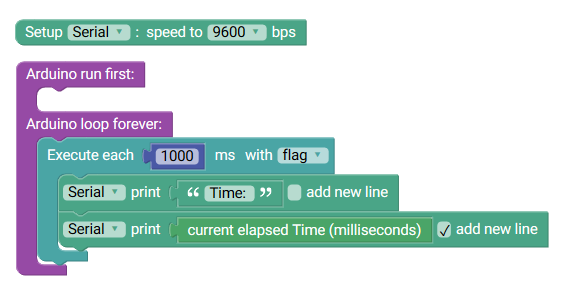 Setup Serial : speed to 9600 bps
Arduino run first:
Arduino loop forever:
Execute each 1000 ms with flag
Serial print “ Time: ” add new line
Serial print current elapsed Time (milliseconds) add new line